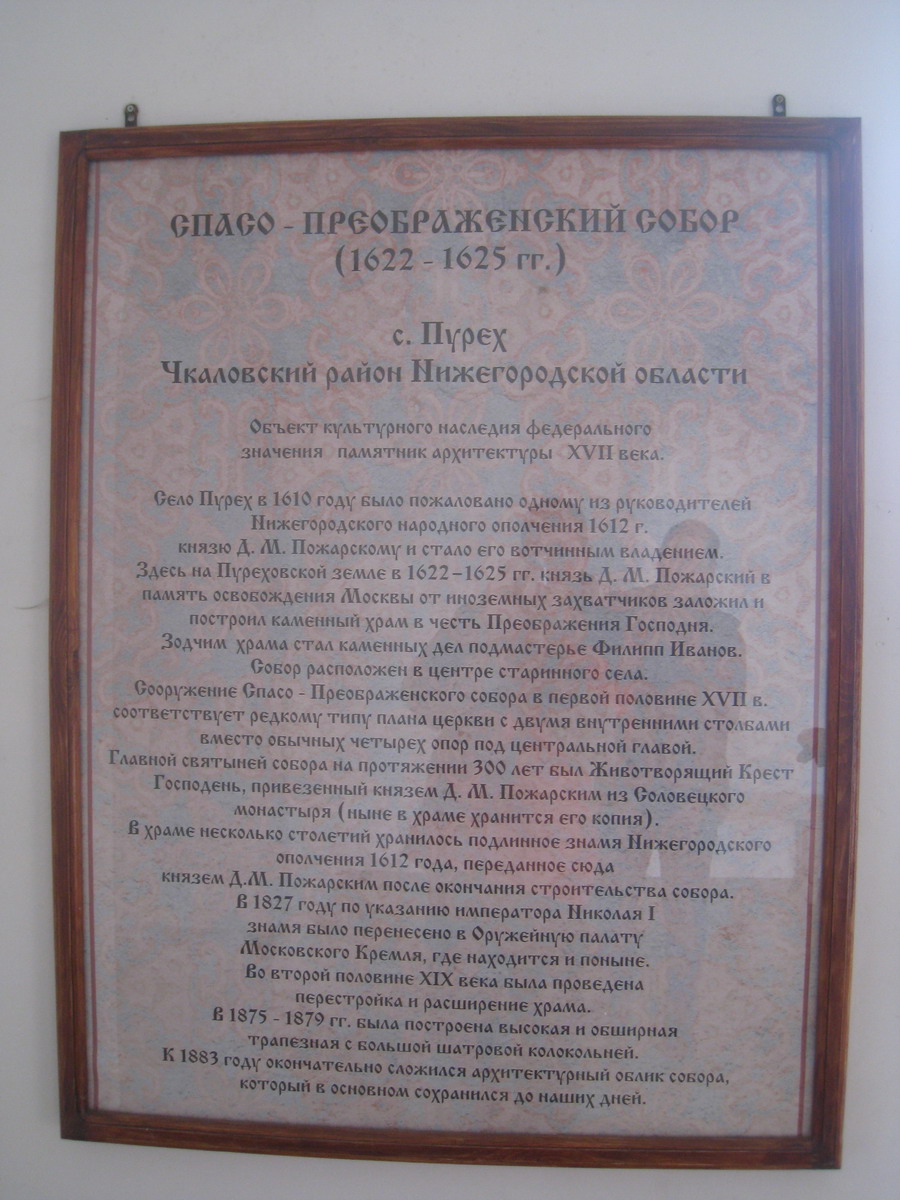 СПАСО - ПРЕОБРАЖЕНСКИЙ СОБОР
(1622 - 1625 гг.)
с. Пурех
Чкаловский район Нижегородской области
Объект культурного наследия федерального
значения памятник архитектуры XVII века.
Село Пурех в 1610 году было пожаловано одному из руководителей
Нижегородского народного ополчения 1612 г.
князю Д. М. Пожарскому и стало его вотчинным владением.
Здесь на Пуреховской земле в 1622–1625 гг. князь Д. М. Пожарский в
память освобождения Москвы от иноземных захватчиков заложил и
построил каменный храм в честь Преображения Господня.
Зодчим храма стал каменных дел подмастерье Филипп Иванов.
Собор расположен в центре старинного села.
Сооружение Спасо - Преображенского собора в первой половине XVII в.
соответствует редкому типу плана церкви с двумя внутренними столбами
вместо обычных четырех опор под центральной главой.
Главной святыней собора на протяжении 300 лет был Животворящий Крест
Господень, привезенный князем Д. М. Пожарским из Соловецкого
монастыря (ныне в храме хранится его копия).
В храме несколько столетий хранилось подлинное знамя Нижегородского
ополчения 1612 года, переданное сюда
князем Д.М. Пожарским после окончания строительства собора.
В 1827 году по указанию императора Николая I
знамя было перенесено в Оружейную палату
Московского Кремля, где находится и поныне.
Во второй половине XIX века была проведена
перестройка и расширение храма.
В 1875 - 1879 гг. была построена высокая и обширная
трапезная с большой шатровой колокольней.
К 1883 году окончательно сложился архитектурный облик собора,
который в основном сохранился до наших дней.